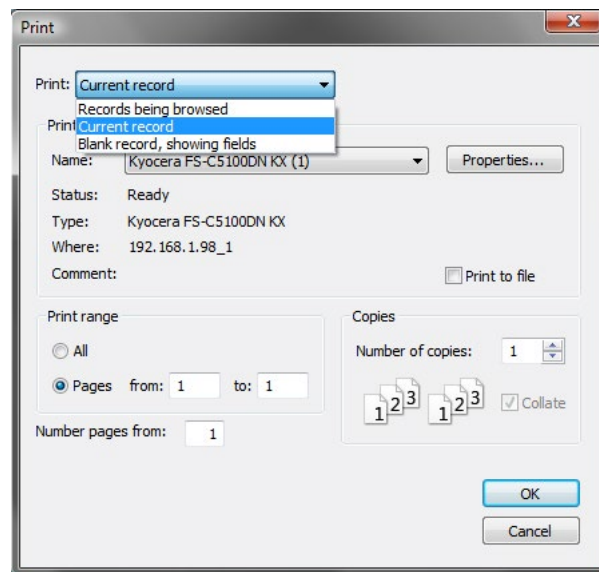 Print
Print: Current record
Records being browsed
Current record
Blank record, showing fields
Print
Name: Kyocera FS-C5100DN KX (1) Properties...
Status: Ready
Type: Kyocera FS-C5100DN KX
Where: 192.168.1.98_1
Comment: Print to file
Print range Copies
All Number of copies: 1
Pages from: 1 to: 1
1 2 3 1 2 3 Collate
Number pages from: 1
OK
Cancel